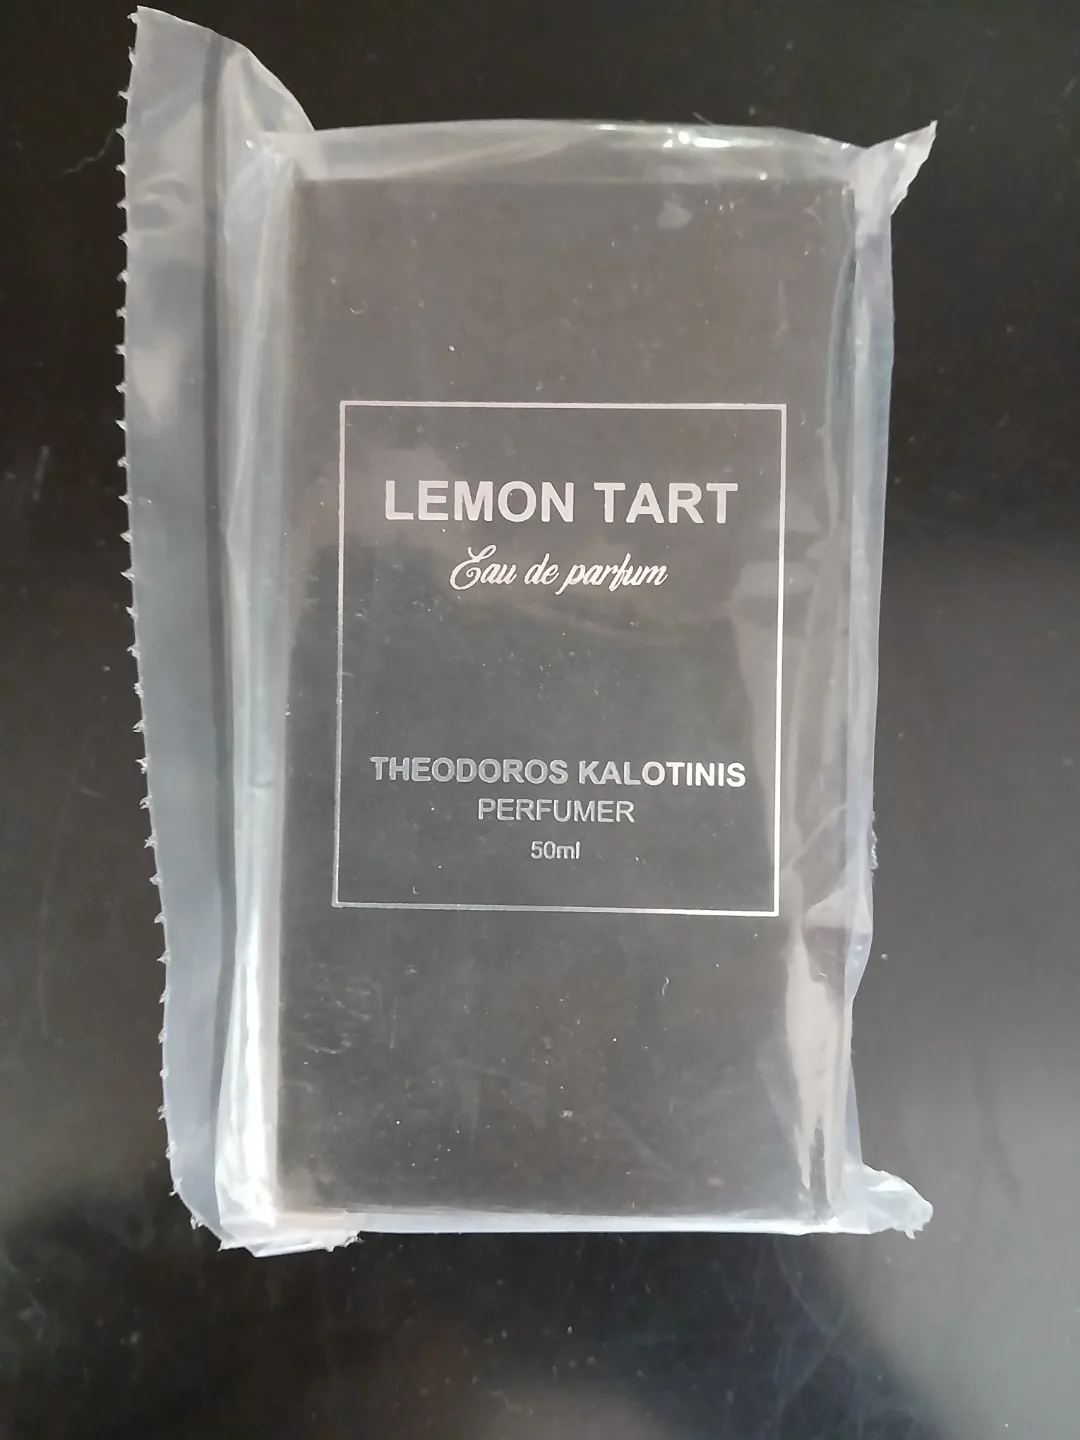 LEMON TART
Eau de parfum
THEODOROS KALOTINIS
PERFUMER
50ml